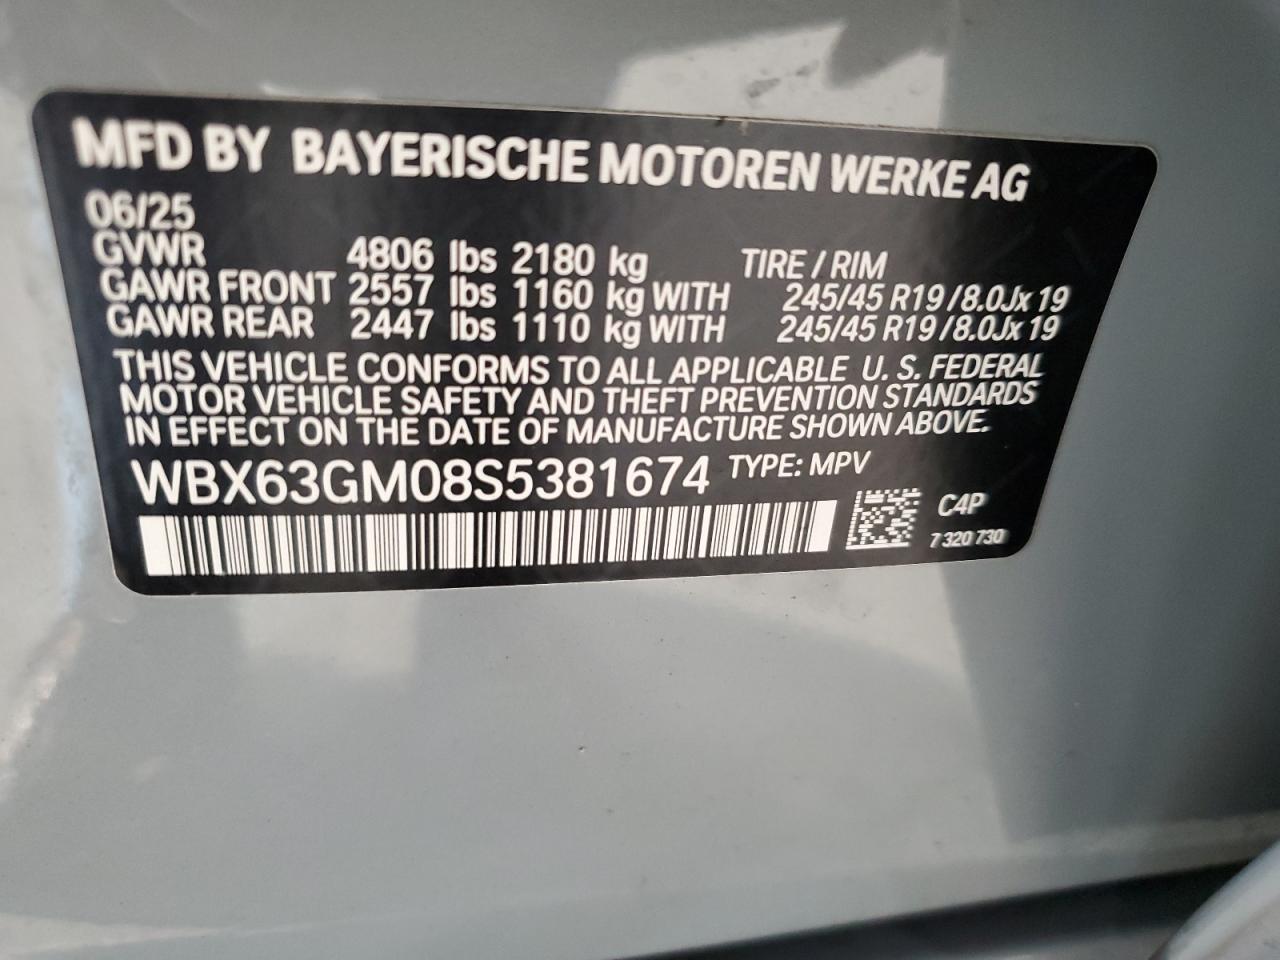 MFD BY BAYERISCHE MOTOREN WERKE AG
06/25
GVWR 4806 lbs 2180 kg TIRE / RIM
GAWR FRONT 2557 lbs 1160 kg WITH 245/45 R19 / 8.0Jx 19
GAWR REAR 2447 lbs 1110 kg WITH 245/45 R19 / 8.0Jx 19
THIS VEHICLE CONFORMS TO ALL APPLICABLE U. S. FEDERAL
MOTOR VEHICLE SAFETY AND THEFT PREVENTION STANDARDS
IN EFFECT ON THE DATE OF MANUFACTURE SHOWN ABOVE.
WBX63GM08S5381674 TYPE: MPV
C4P
7 320 730